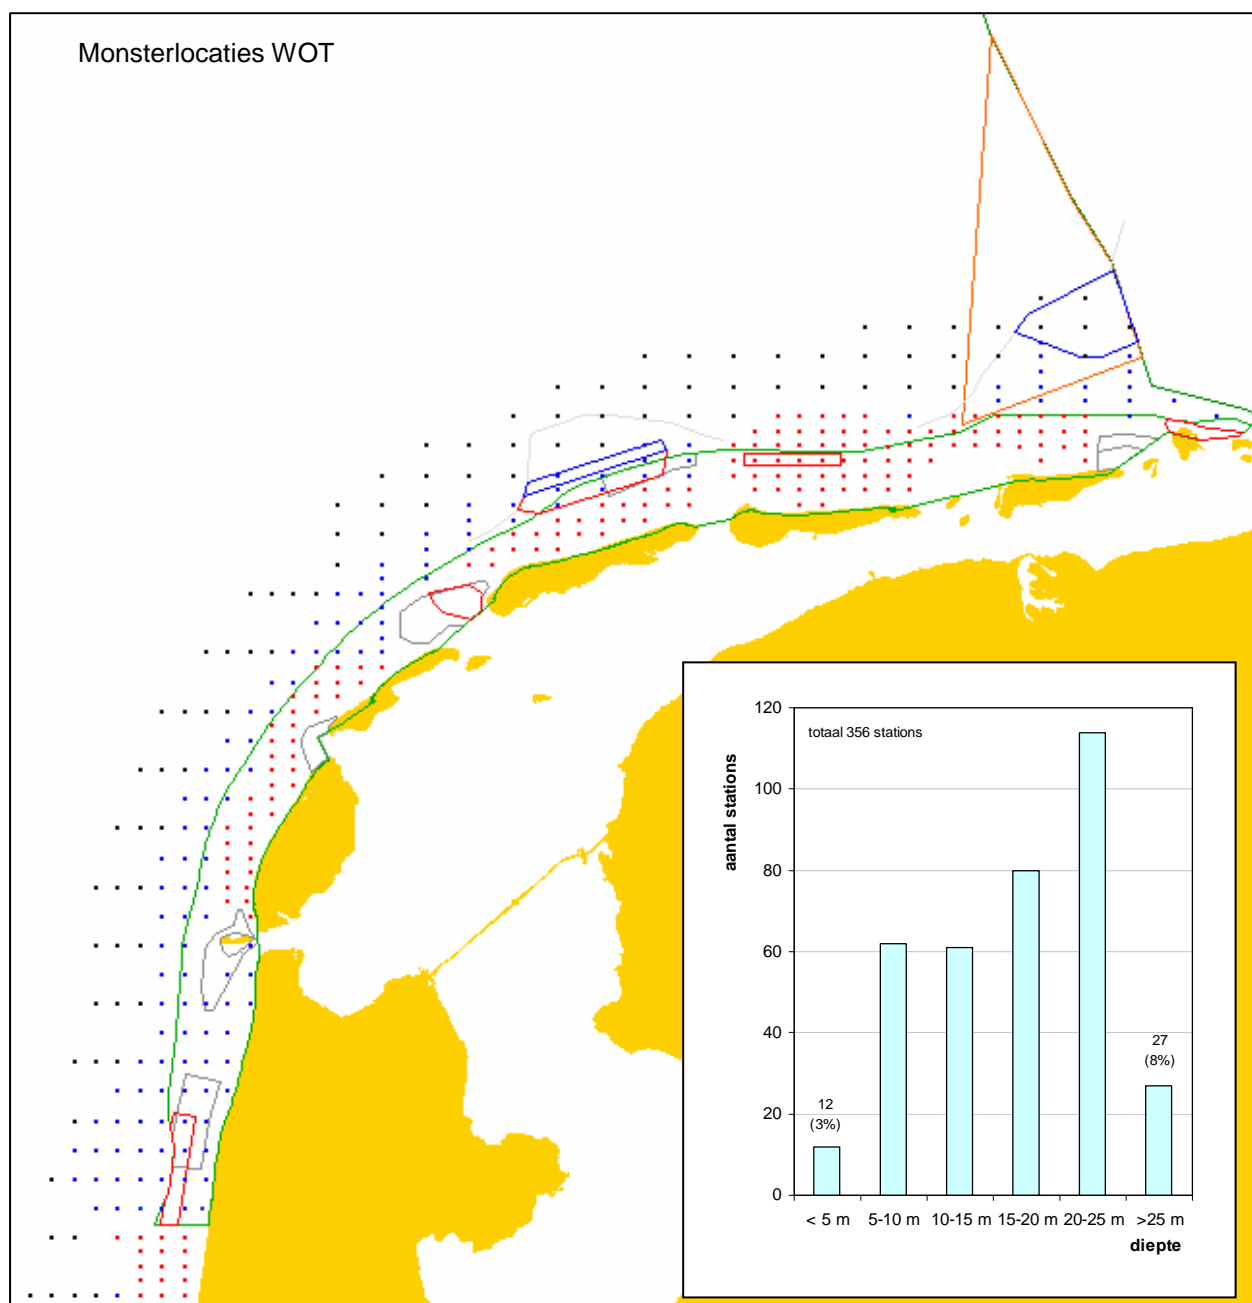 Monsterlocaties WOT
totaal 356 stations
aantal stations
120
100
80
60
40
20
0
12
(3%)
27
(8%)
< 5 m 5-10 m 10-15 m 15-20 m 20-25 m >25 m
diepte